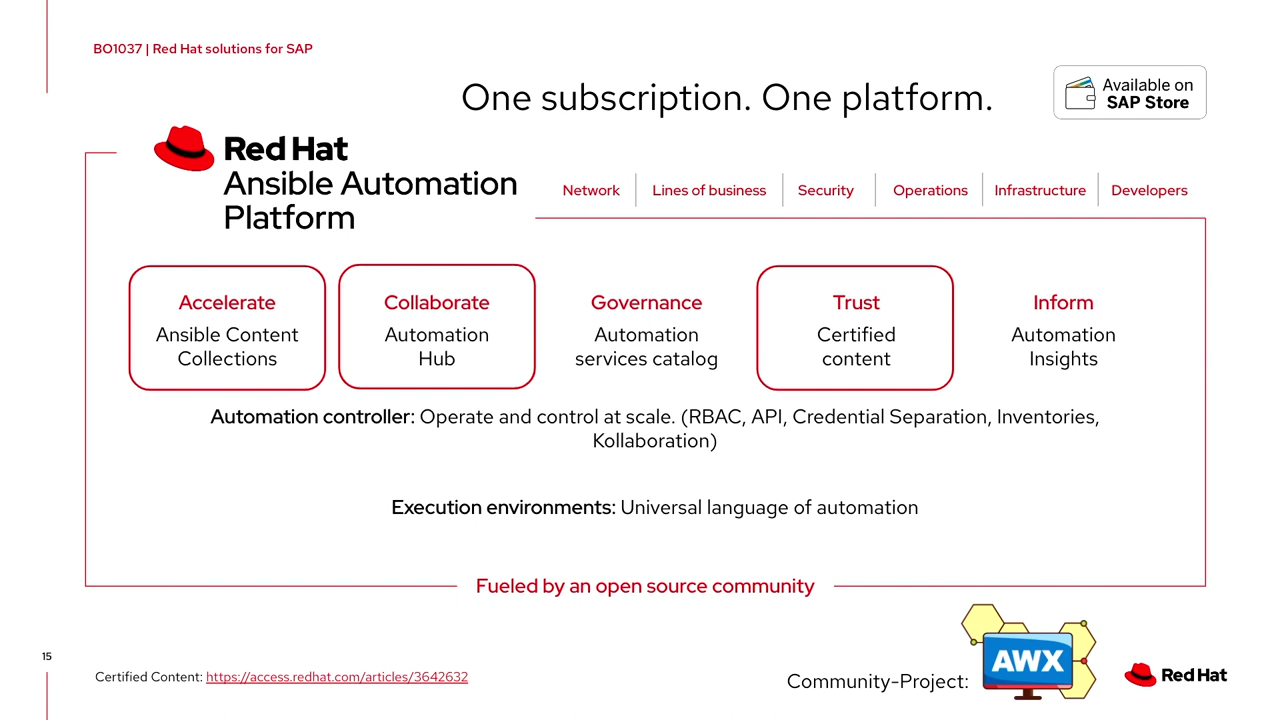 BO1037 | Red Hat solutions for SAP
One subscription. One platform.
Available on
SAP Store
Red Hat
Ansible Automation
Platform
Network
Lines of business
Security
Operations
Infrastructure
Developers
Accelerate
Ansible Content
Collections
Collaborate
Automation
Hub
Governance
Automation
services catalog
Trust
Certified
content
Inform
Automation
Insights
Automation controller: Operate and control at scale. (RBAC, API, Credential Separation, Inventories,
Kollaboration)
Execution environments: Universal language of automation
Fueled by an open source community
15
Certified Content: https://access.redhat.com/articles/3642632
Community-Project:
AWX
Red Hat